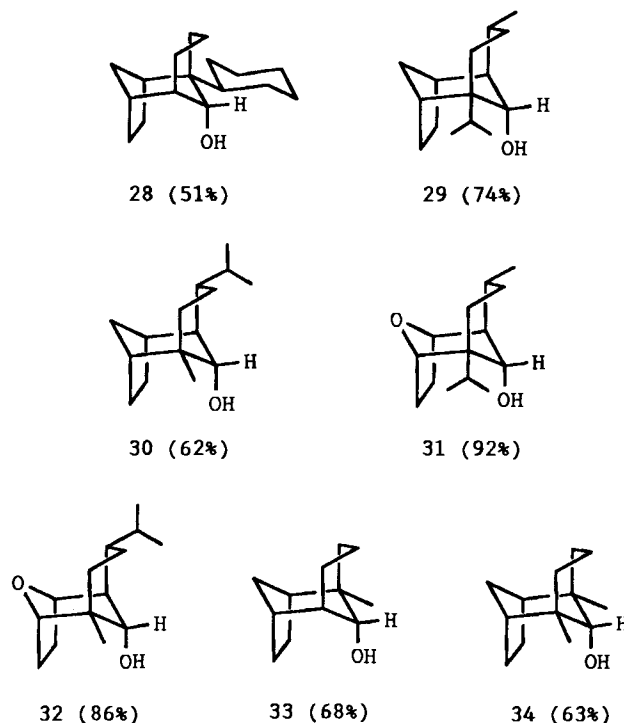 H
OH
H
OH
28 (51%)
29 (74%)
O
H
OH
H
OH
30 (62%)
31 (92%)
O
H
OH
OH
H
OH
H
32 (86%)
33 (68%)
34 (63%)